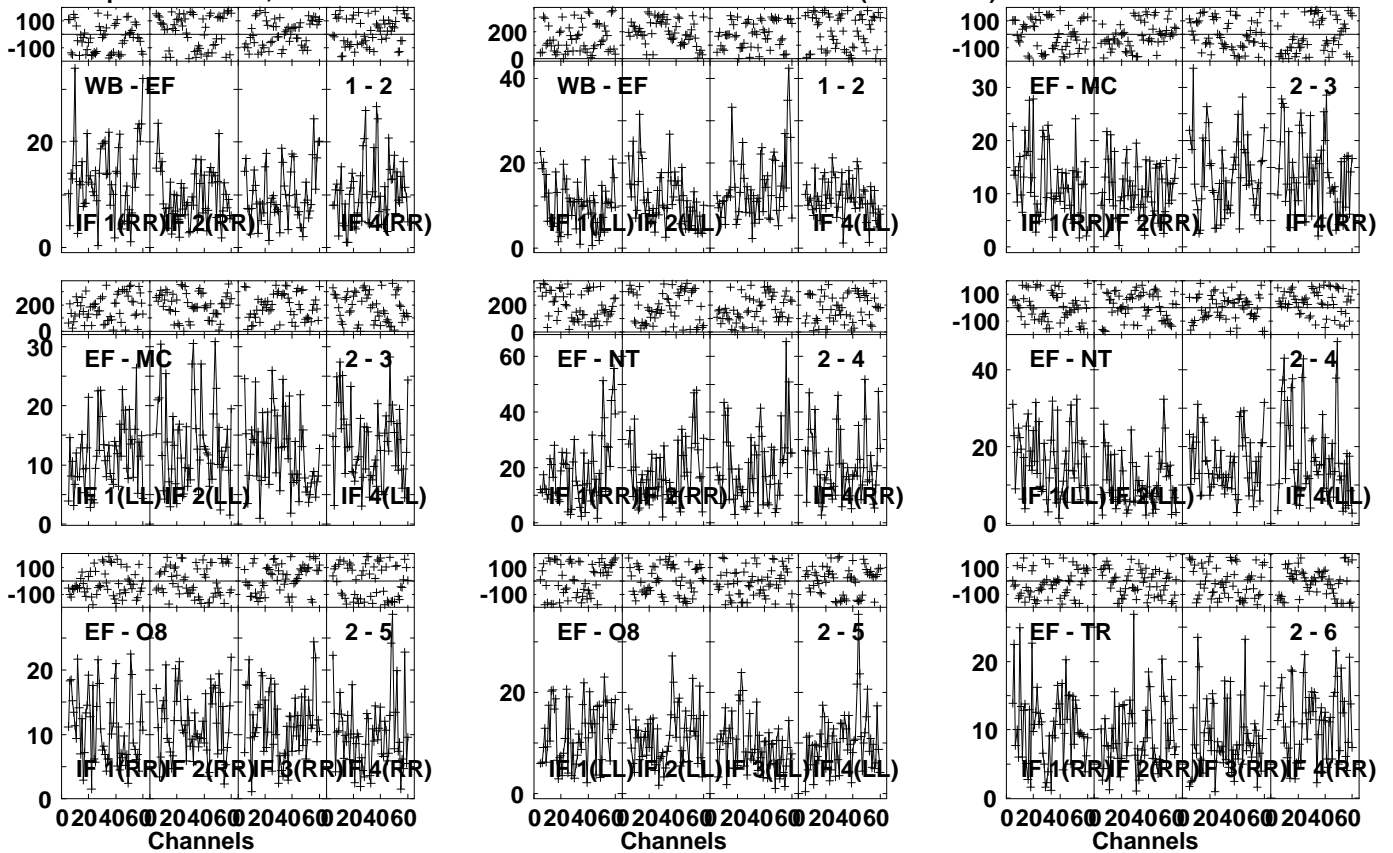 100
-100
WB - EF 1 - 2
20
0
IF 1(RR) IF 2(RR) IF 4(RR)
200
0
40
WB - EF 1 - 2
20
0
IF 1(LL) IF 2(LL) IF 4(LL)
100
-100
30
EF - MC 2 - 3
20
10
0
IF 1(RR) IF 2(RR) IF 4(RR)
200
0
30
EF - MC 2 - 3
20
10
0
IF 1(LL) IF 2(LL) IF 4(LL)
200
0
60
EF - NT 2 - 4
40
20
0
IF 1(RR) IF 2(RR) IF 4(RR)
100
-100
40
EF - NT 2 - 4
20
0
IF 1(LL) IF 2(LL) IF 4(LL)
100
-100
EF - O8 2 - 5
20
10
0
IF 1(RR) IF 2(RR) IF 3(RR) IF 4(RR)
0 20 40 60 0 20 40 60 0 20 40 60 0 20 40 60
Channels
100
-100
EF - O8 2 - 5
20
0
IF 1(LL) IF 2(LL) IF 3(LL) IF 4(LL)
0 20 40 60 0 20 40 60 0 20 40 60 0 20 40 60
Channels
100
-100
EF - TR 2 - 6
20
10
0
IF 1(RR) IF 2(RR) IF 3(RR) IF 4(RR)
0 20 40 60 0 20 40 60 0 20 40 60 0 20 40 60
Channels